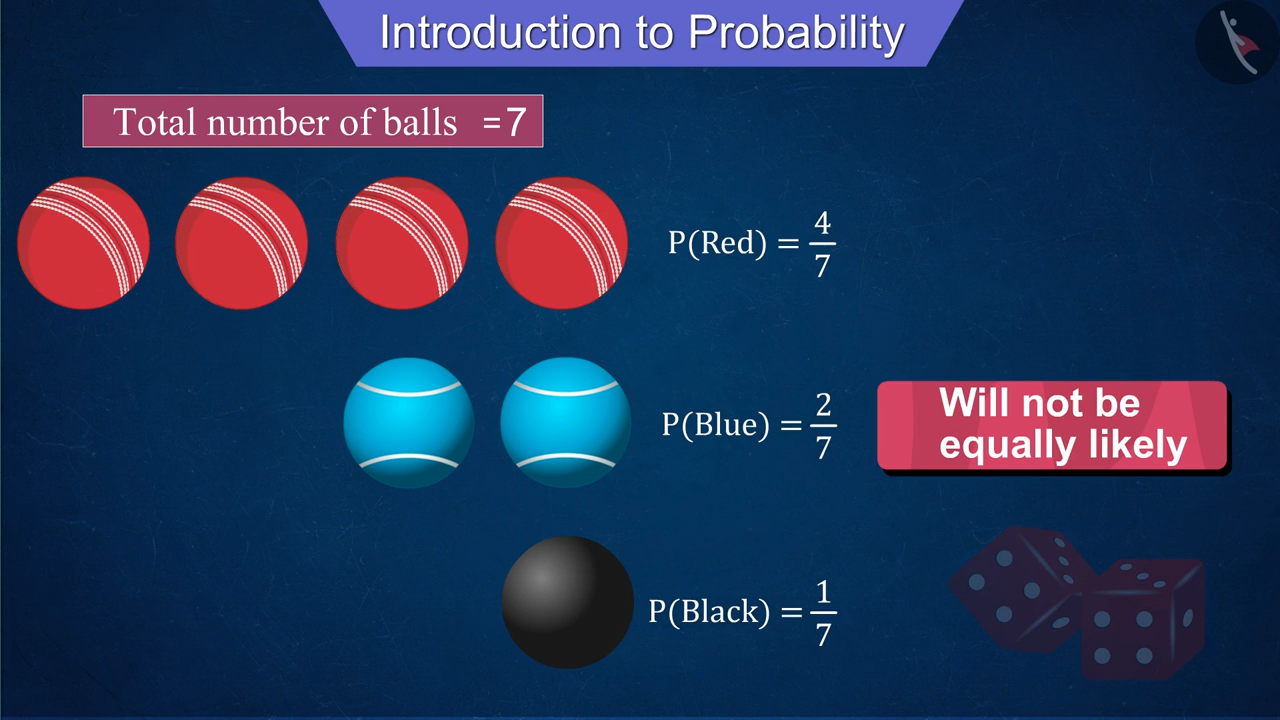 Introduction to Probability
Total number of balls = 7
P(Red) = 4/7
P(Blue) = 2/7
Will not be
equally likely
P(Black) = 1/7